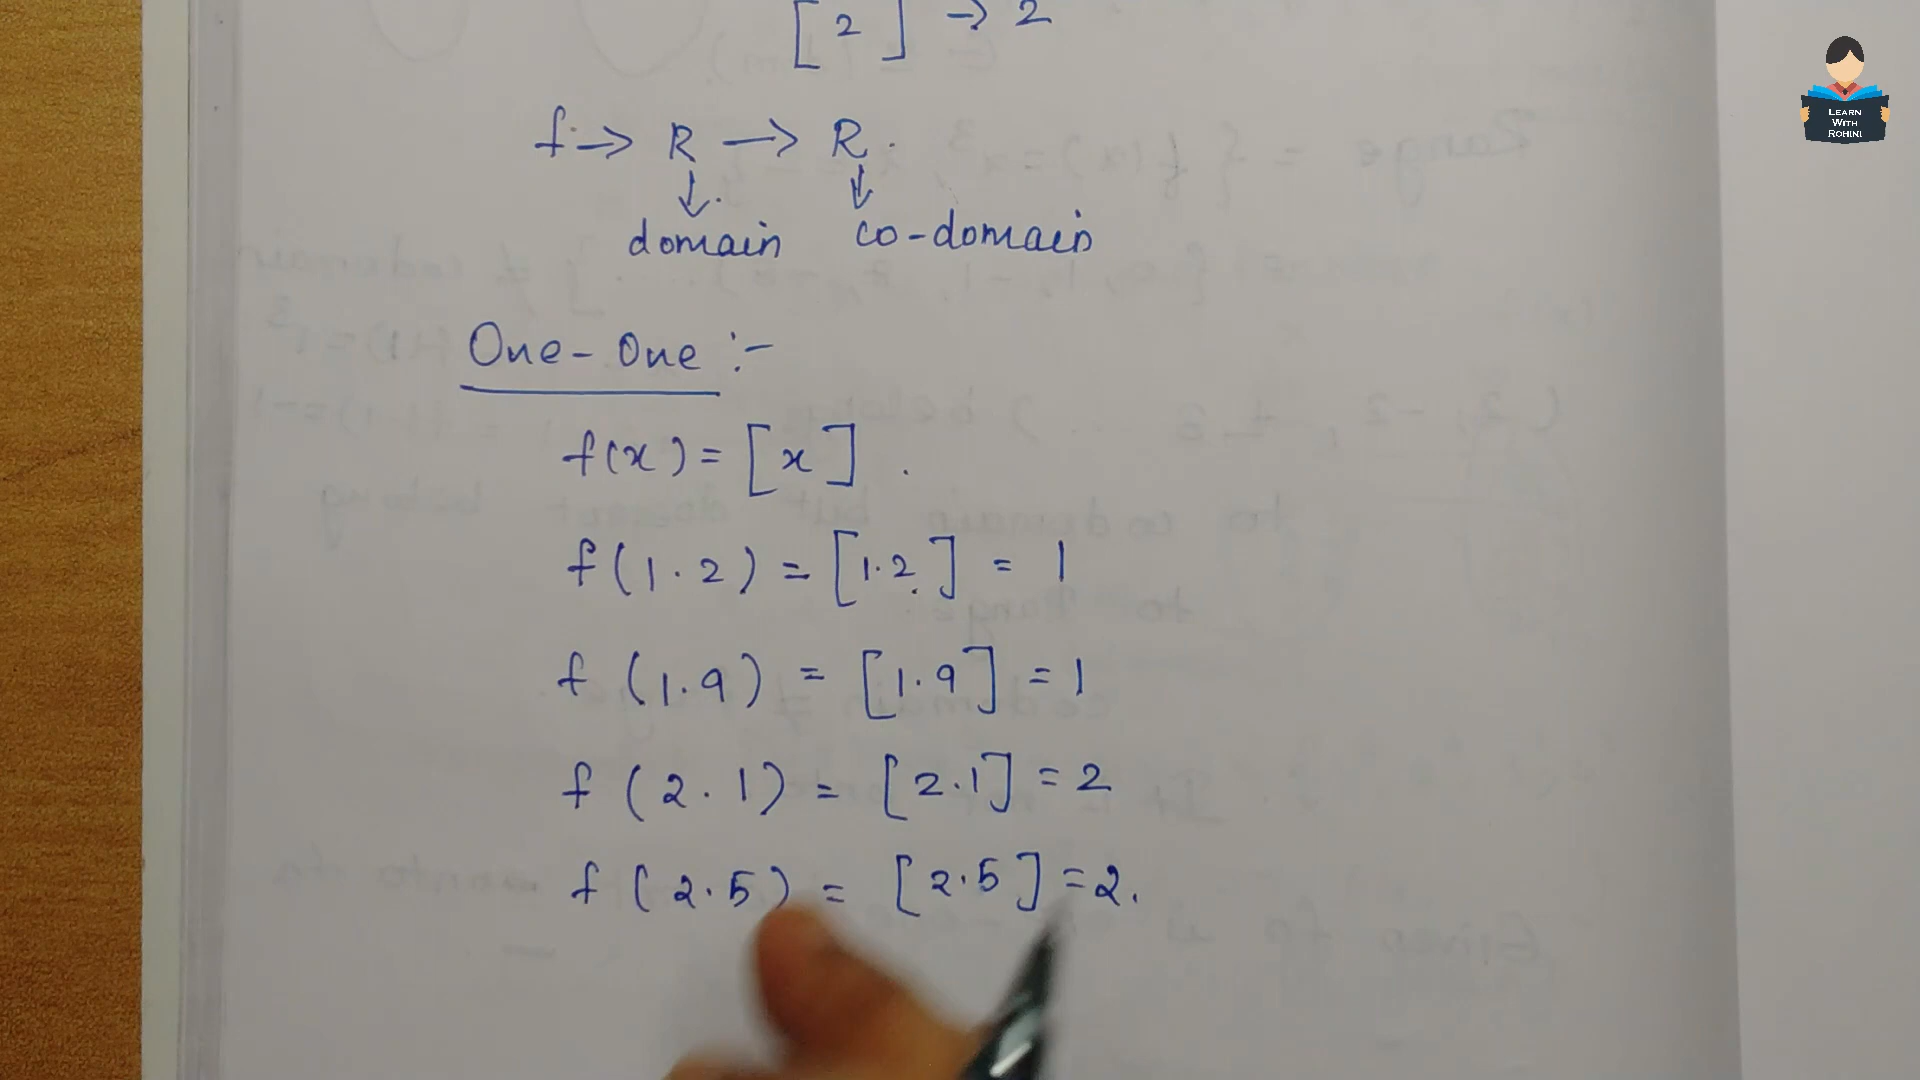 [ 2 ] → 2
f → R → R.
↓ ↓
domain co-domain
One-One :-
f(x) = [x] .
f(1.2) = [1.2] = 1
f (1.9) = [1.9] = 1
f (2.1) = [2.1] = 2
f (2.5) = [2.5] = 2.
LEARN
WITH
ROHINI